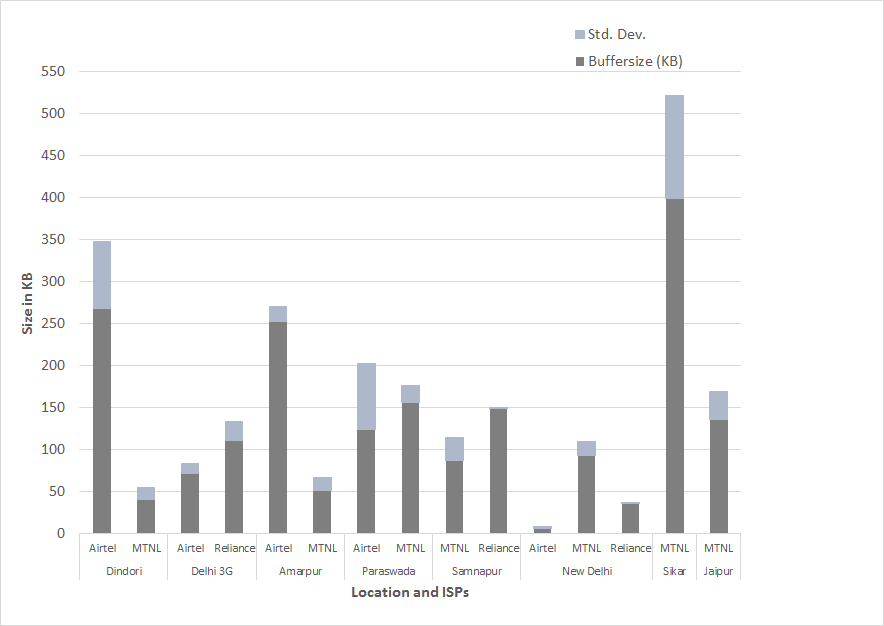 Std. Dev.
Buffersize (KB)
550
500
450
400
350
300
250
200
150
100
50
0
Size in KB
Airtel MTNL Airtel Reliance Airtel MTNL Airtel MTNL MTNL Reliance Airtel MTNL Reliance MTNL MTNL
Dindori Delhi 3G Amarpur Paraswada Samnapur New Delhi Sikar Jaipur
Location and ISPs